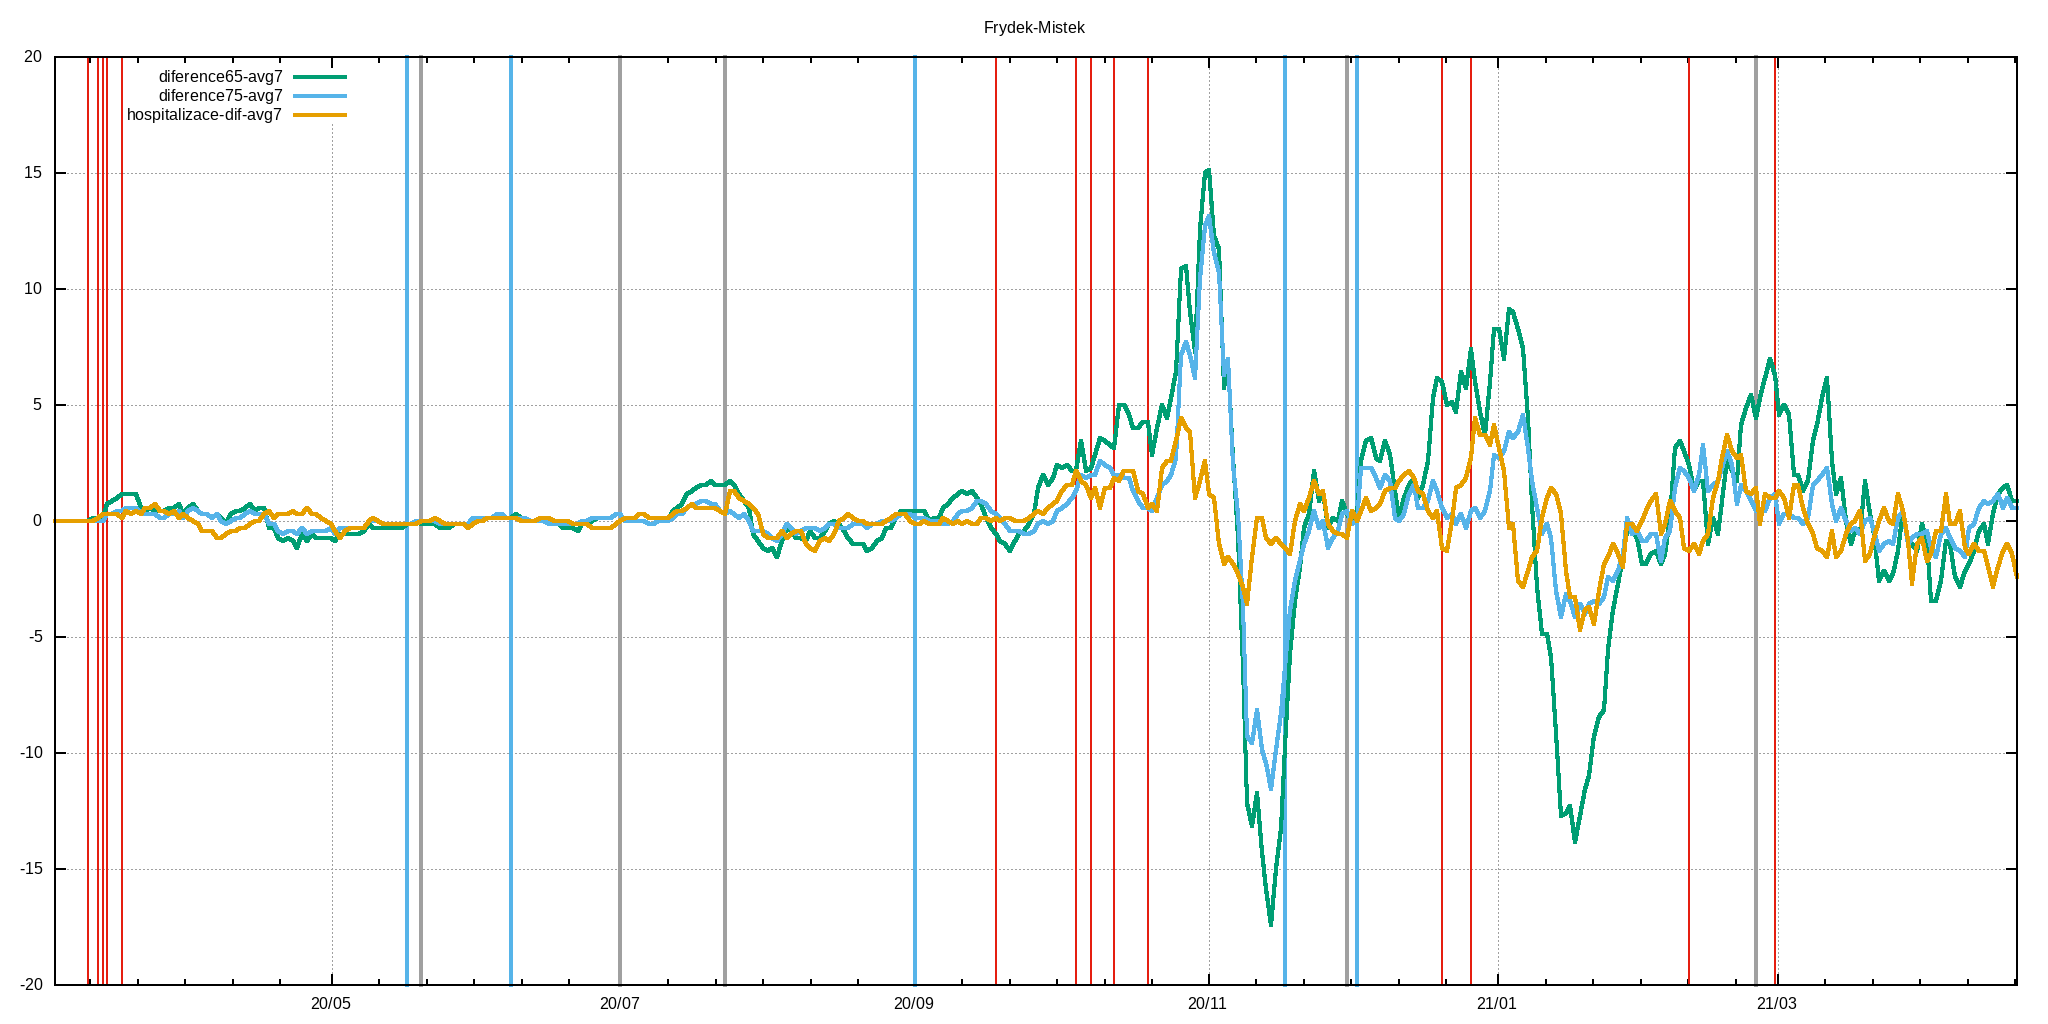 Frydek-Mistek
20
15
10
5
0
-5
-10
-15
-20
diference65-avg7
diference75-avg7
hospitalizace-dif-avg7
20/05 20/07 20/09 20/11 21/01 21/03